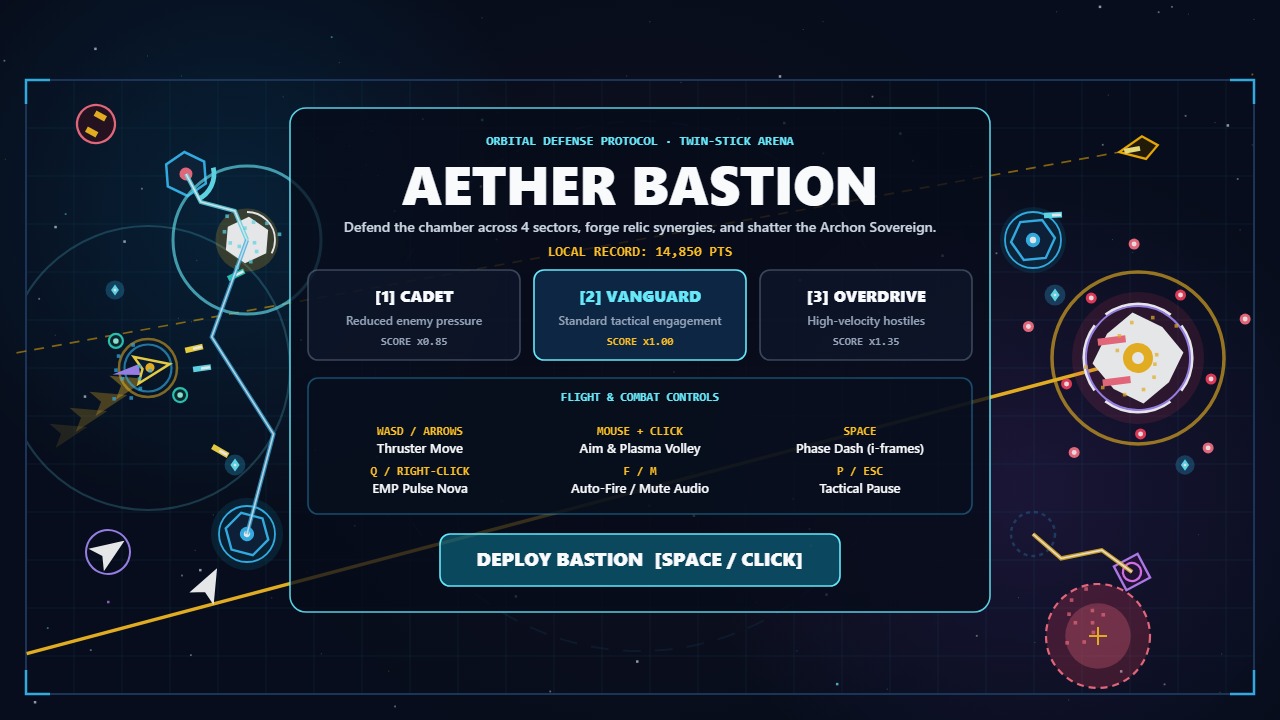 ORBITAL DEFENSE PROTOCOL · TWIN-STICK ARENA
AETHER BASTION
Defend the chamber across 4 sectors, forge relic synergies, and shatter the Archon Sovereign.
LOCAL RECORD: 14,850 PTS
[1] CADET
Reduced enemy pressure
SCORE x0.85
[2] VANGUARD
Standard tactical engagement
SCORE x1.00
[3] OVERDRIVE
High-velocity hostiles
SCORE x1.35
FLIGHT & COMBAT CONTROLS
WASD / ARROWS
Thruster Move
MOUSE + CLICK
Aim & Plasma Volley
SPACE
Phase Dash (i-frames)
Q / RIGHT-CLICK
EMP Pulse Nova
F / M
Auto-Fire / Mute Audio
P / ESC
Tactical Pause
DEPLOY BASTION [SPACE / CLICK]